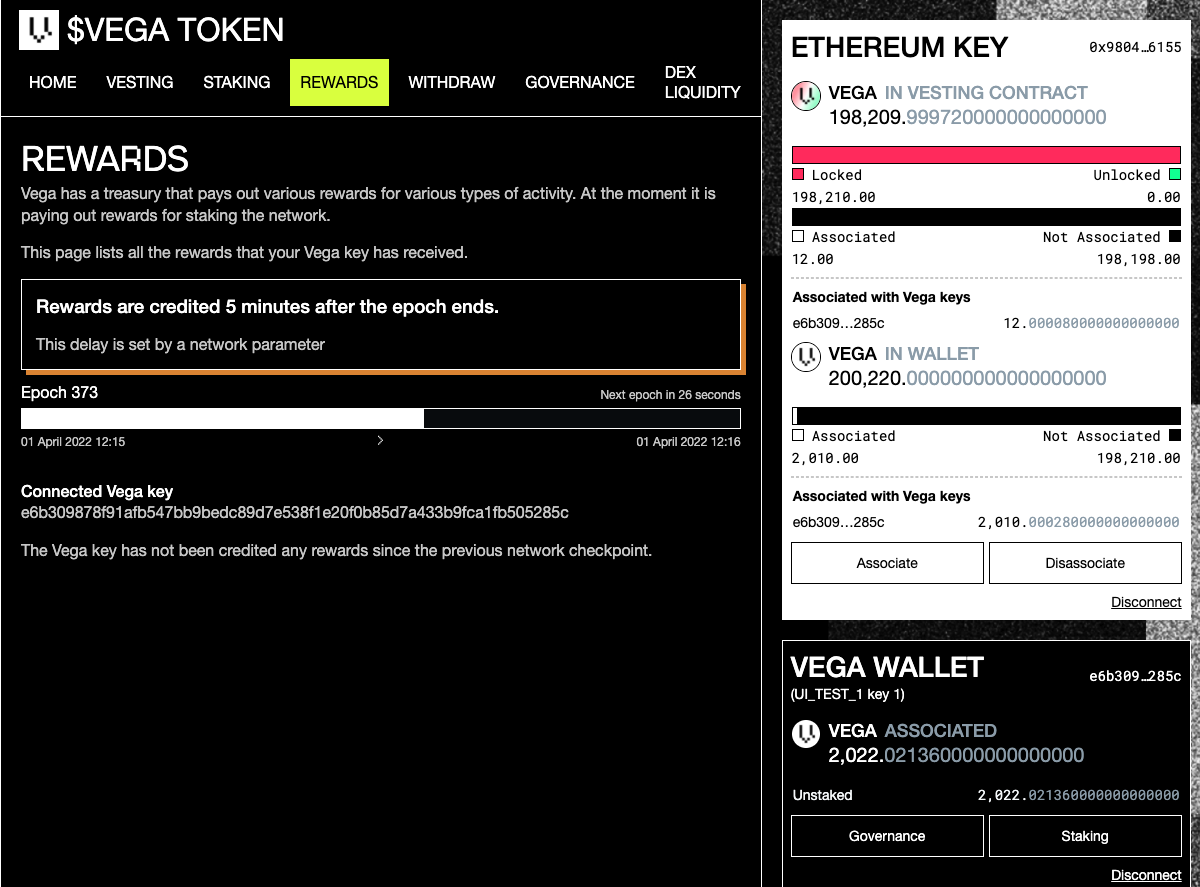 $VEGA TOKEN
HOME VESTING STAKING REWARDS WITHDRAW GOVERNANCE DEX LIQUIDITY
REWARDS
Vega has a treasury that pays out various rewards for various types of activity. At the moment it is
paying out rewards for staking the network.
This page lists all the rewards that your Vega key has received.
Rewards are credited 5 minutes after the epoch ends.
This delay is set by a network parameter
Epoch 373 Next epoch in 26 seconds
01 April 2022 12:15 > 01 April 2022 12:16
Connected Vega key
e6b309878f91afb547bb9bedc89d7e538f1e20f0b85d7a433b9fca1fb505285c
The Vega key has not been credited any rewards since the previous network checkpoint.
ETHEREUM KEY 0x9804…6155
VEGA IN VESTING CONTRACT
198,209.999720000000000000
Locked Unlocked
198,210.00 0.00
Associated Not Associated
12.00 198,198.00
Associated with Vega keys
e6b309…285c 12.000080000000000000
VEGA IN WALLET
200,220.000000000000000000
Associated Not Associated
2,010.00 198,210.00
Associated with Vega keys
e6b309…285c 2,010.000280000000000000
Associate Disassociate
Disconnect
VEGA WALLET e6b309…285c
(UI_TEST_1 key 1)
VEGA ASSOCIATED
2,022.021360000000000000
Unstaked 2,022.021360000000000000
Governance Staking
Disconnect